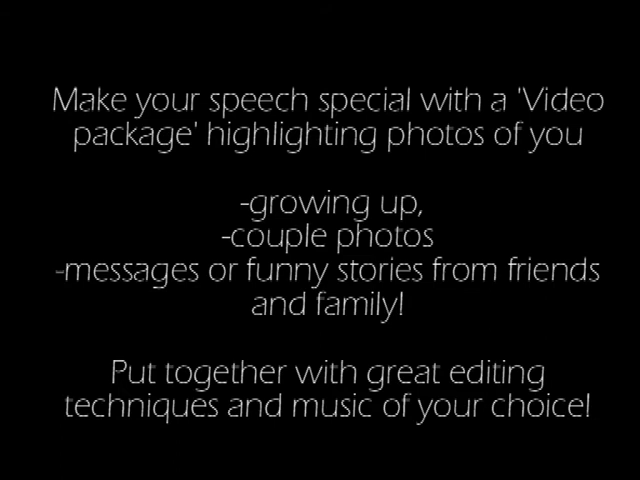 Make your speech special with a 'Video
package' highlighting photos of you
-growing up,
-couple photos
-messages or funny stories from friends
and family!
Put together with great editing
techniques and music of your choice!